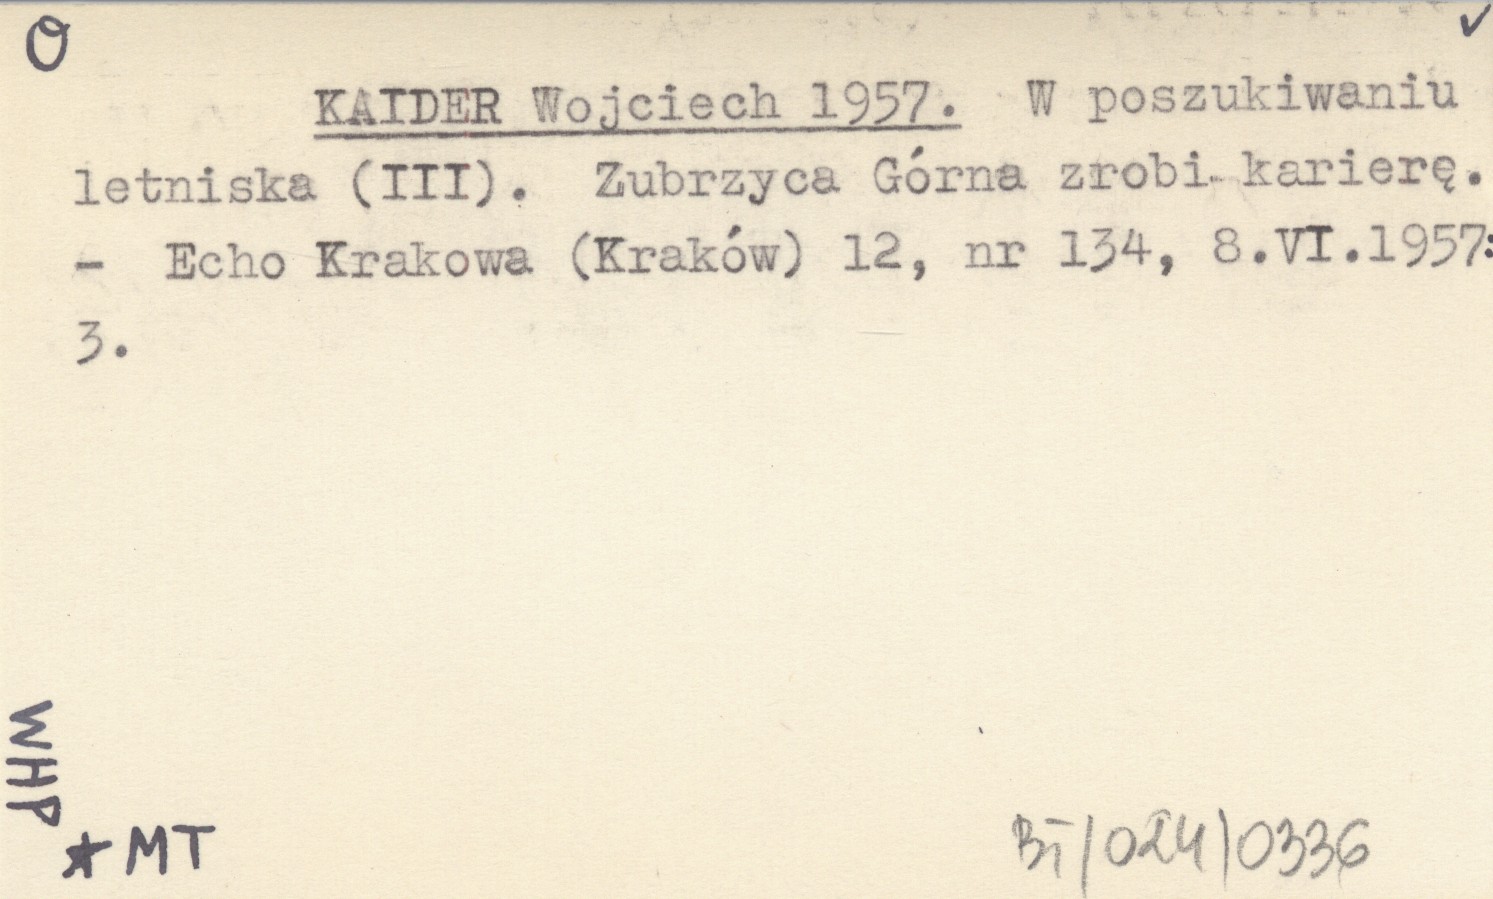 O
✓
KAIDER Wojciech 1957. W poszukiwaniu
letniska (III). Zubrzyca Górna zrobi karierę.
- Echo Krakowa (Kraków) 12, nr 134, 8.VI.1957:
3.
WHP
★ MT
BI/024/0336